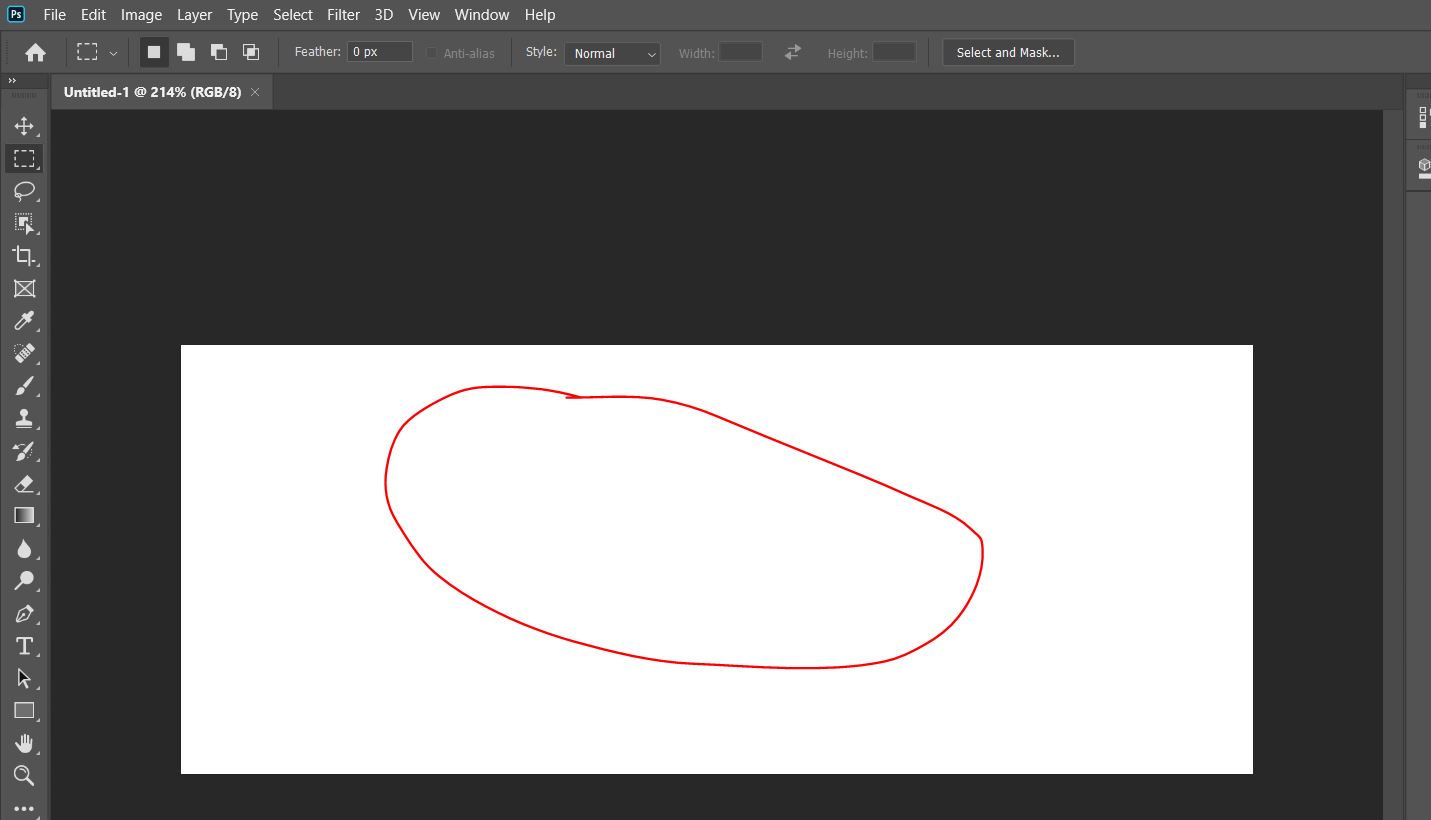 Ps File Edit Image Layer Type Select Filter 3D View Window Help
Feather: 0 px Anti-alias Style: Normal Width: Height: Select and Mask...
Untitled-1 @ 214% (RGB/8)
T